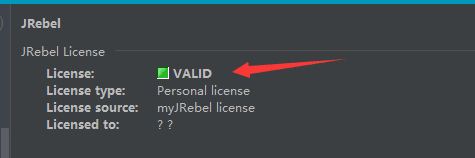 JRebel
JRebel License
License: VALID
License type: Personal license
License source: myJRebel license
Licensed to: ? ?